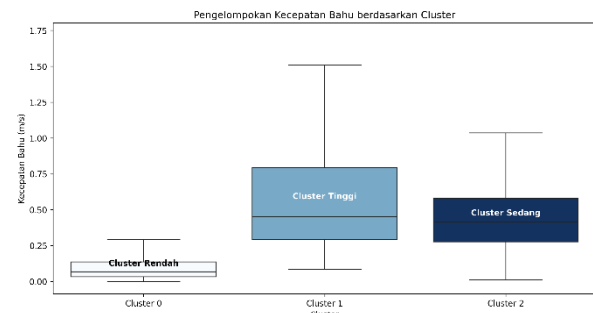 Pengelompokan Kecepatan Bahu berdasarkan Cluster
1.75
1.50
1.25
1.00
0.75
0.50
0.25
0.00
Kecepatan Bahu (m/s)
Cluster Rendah
Cluster Tinggi
Cluster Sedang
Cluster 0
Cluster 1
Cluster 2
Cluster